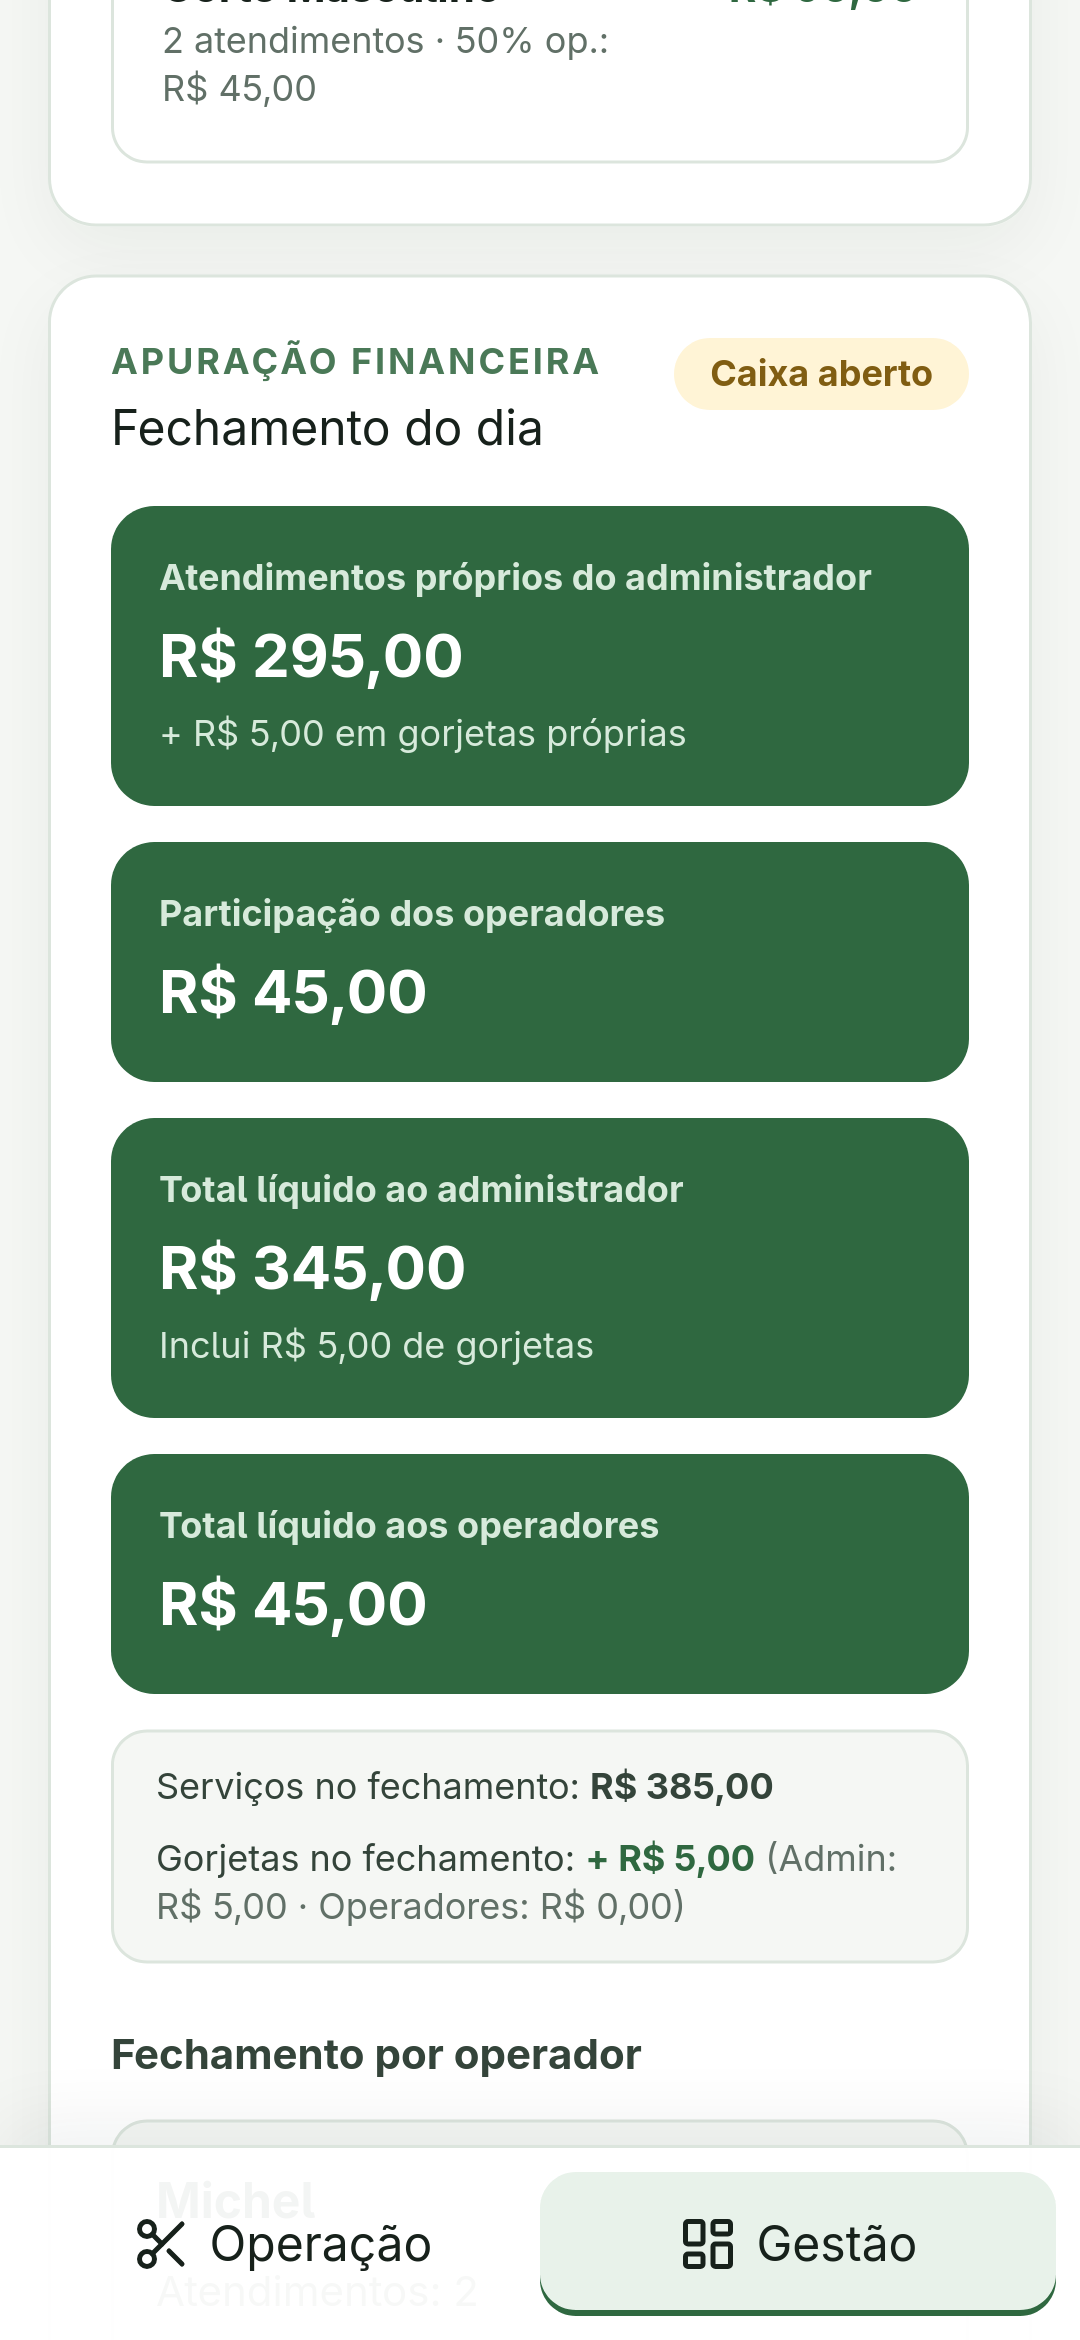 2 atendimentos · 50% op.:
R$ 45,00
APURAÇÃO FINANCEIRA
Caixa aberto
Fechamento do dia
Atendimentos próprios do administrador
R$ 295,00
+ R$ 5,00 em gorjetas próprias
Participação dos operadores
R$ 45,00
Total líquido ao administrador
R$ 345,00
Inclui R$ 5,00 de gorjetas
Total líquido aos operadores
R$ 45,00
Serviços no fechamento: R$ 385,00
Gorjetas no fechamento: + R$ 5,00 (Admin:
R$ 5,00 · Operadores: R$ 0,00)
Fechamento por operador
Michel
Operação
Gestão
Atendimentos: 2